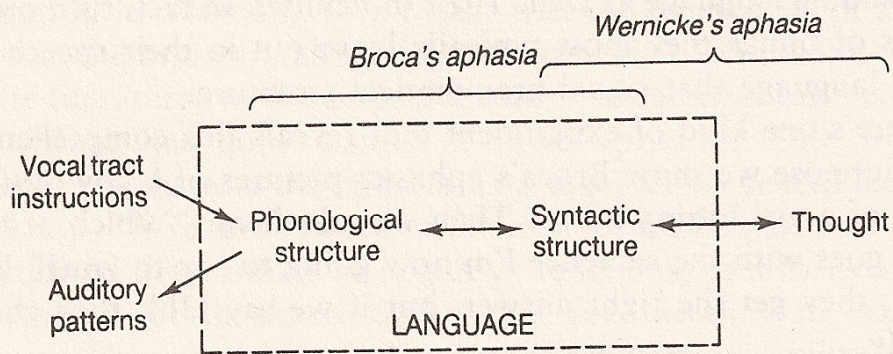 Wernicke's aphasia
Broca's aphasia
Vocal tract
instructions
Phonological
structure
Syntactic
structure
Thought
Auditory
patterns
LANGUAGE